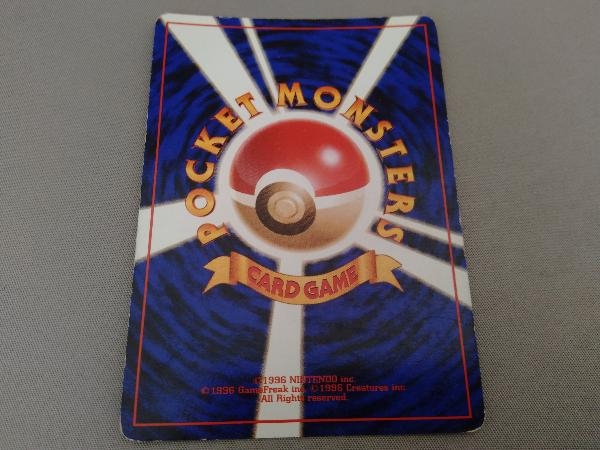 POCKET MONSTERS
CARD GAME
©1996 NINTENDO inc.
©1996 GameFreak inc. ©1996 Creatures inc.
All Rights reserved.